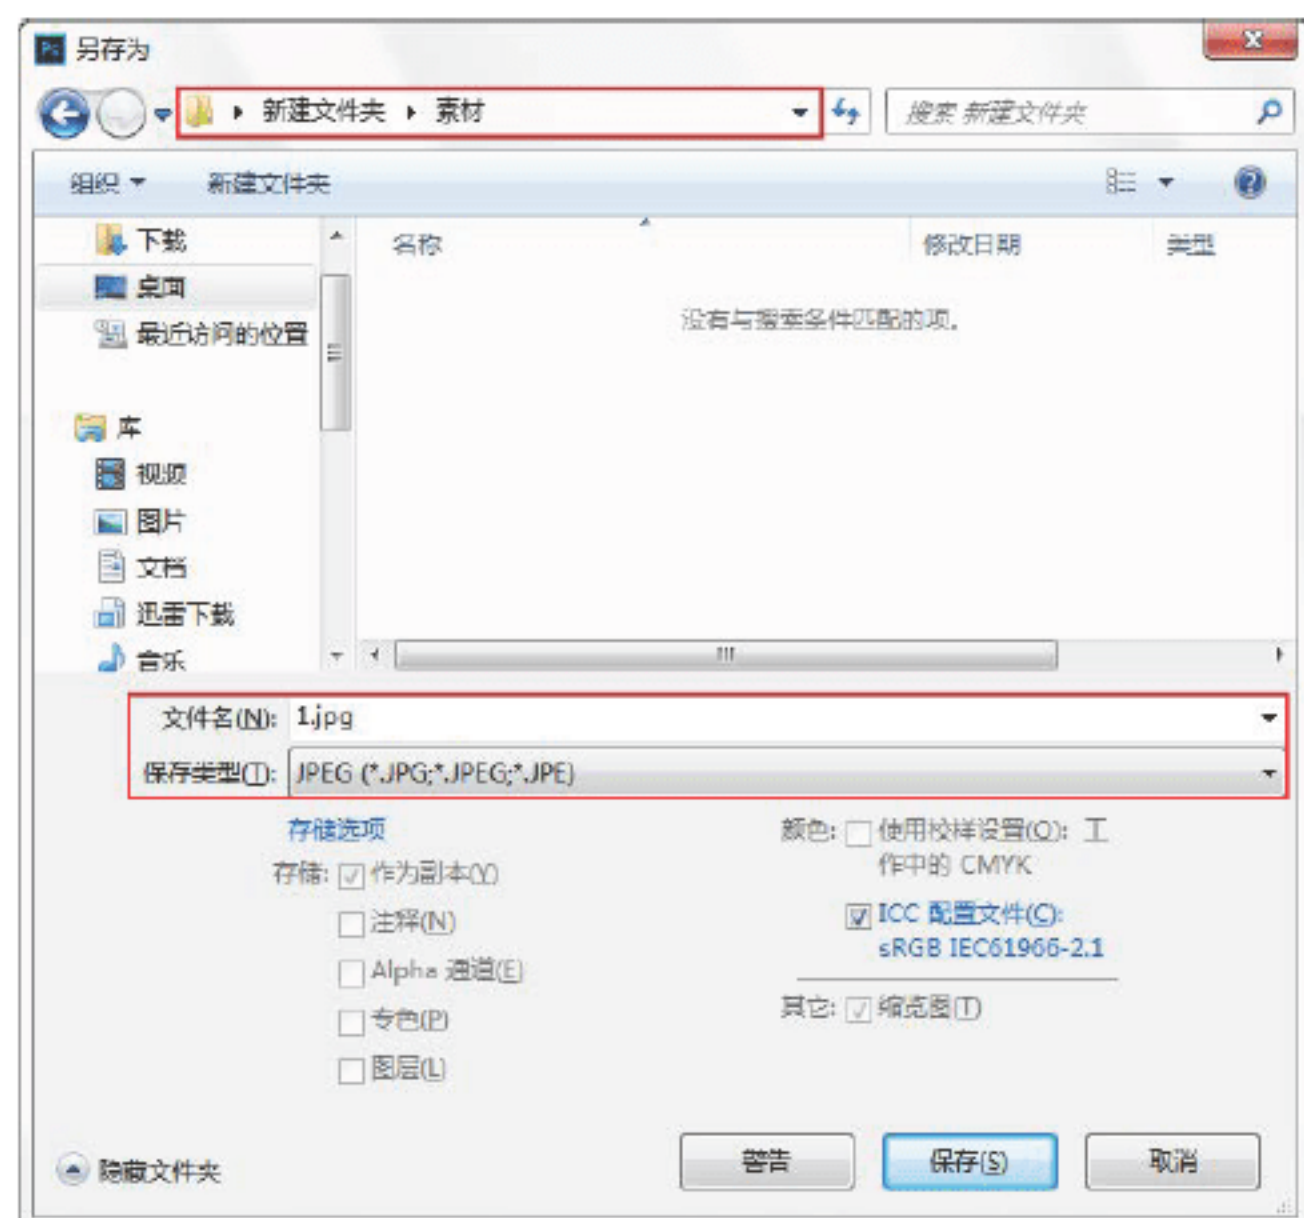 Ps 另存为
新建文件夹 素材 搜索 新建文件夹
组织 新建文件夹
下载
桌面
最近访问的位置
库
视频
图片
文档
迅雷下载
音乐
名称 修改日期 类型
没有与搜索条件匹配的项。
文件名(N): 1.jpg
保存类型(T): JPEG (*.JPG;*.JPEG;*.JPE)
存储选项
存储: 作为副本(Y)
注释(N)
Alpha 通道(E)
专色(P)
图层(L)
颜色: 使用校样设置(O): 工
作中的 CMYK
ICC 配置文件(C):
sRGB IEC61966-2.1
其它: 缩览图(T)
隐藏文件夹 警告 保存(S) 取消